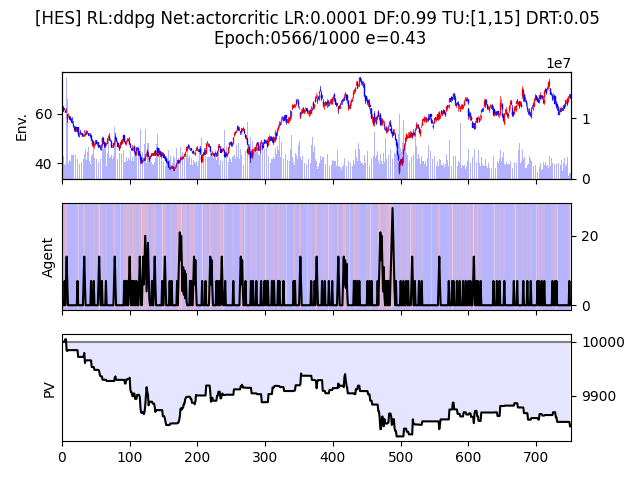 [HES] RL:ddpg Net:actorcritic LR:0.0001 DF:0.99 TU:[1,15] DRT:0.05
Epoch:0566/1000 e=0.43
1e7
Env.
60
40
1
0
Agent
20
0
PV
10000
9900
0 100 200 300 400 500 600 700